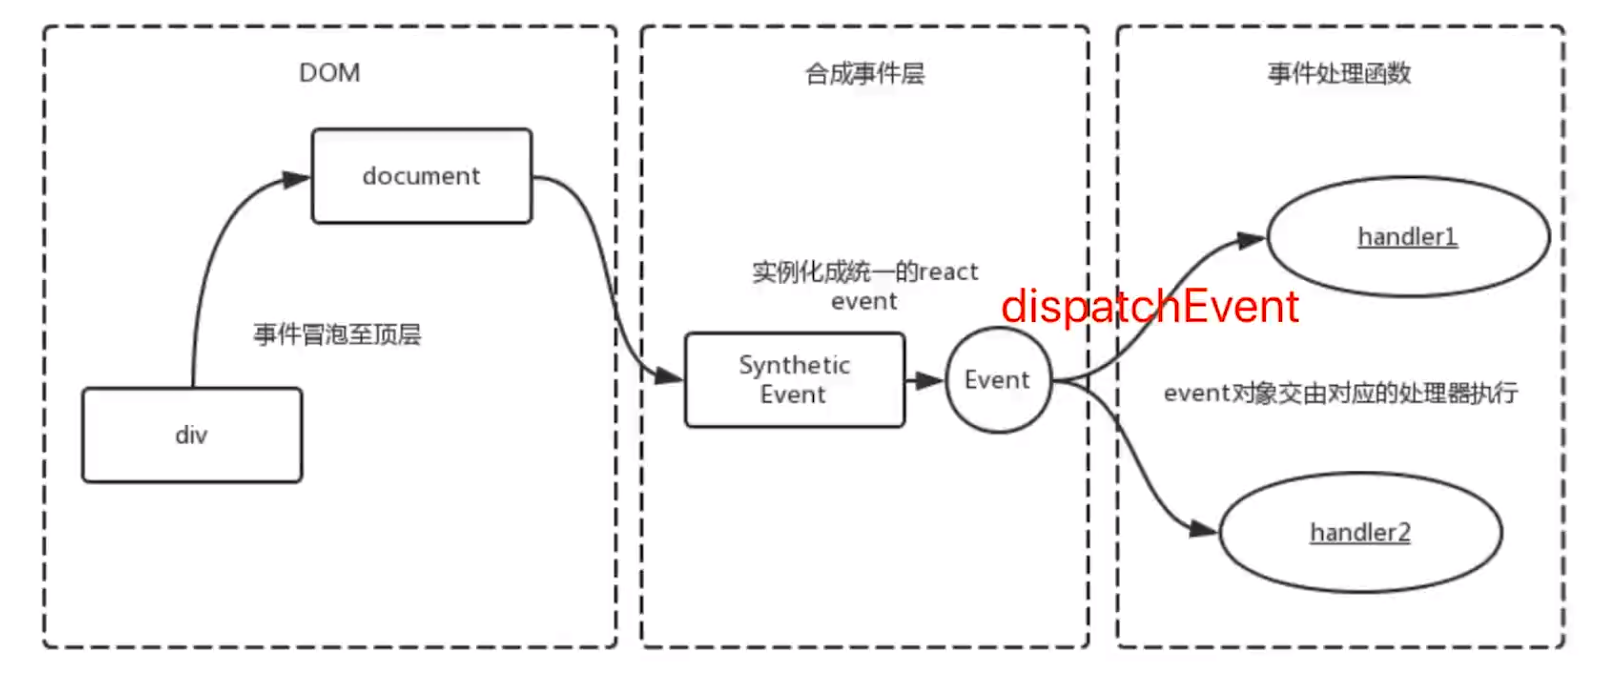 DOM
合成事件层
事件处理函数
document
handler1
实例化成统一的react
event
dispatchEvent
事件冒泡至顶层
Synthetic
Event
Event
event对象交由对应的处理器执行
div
handler2